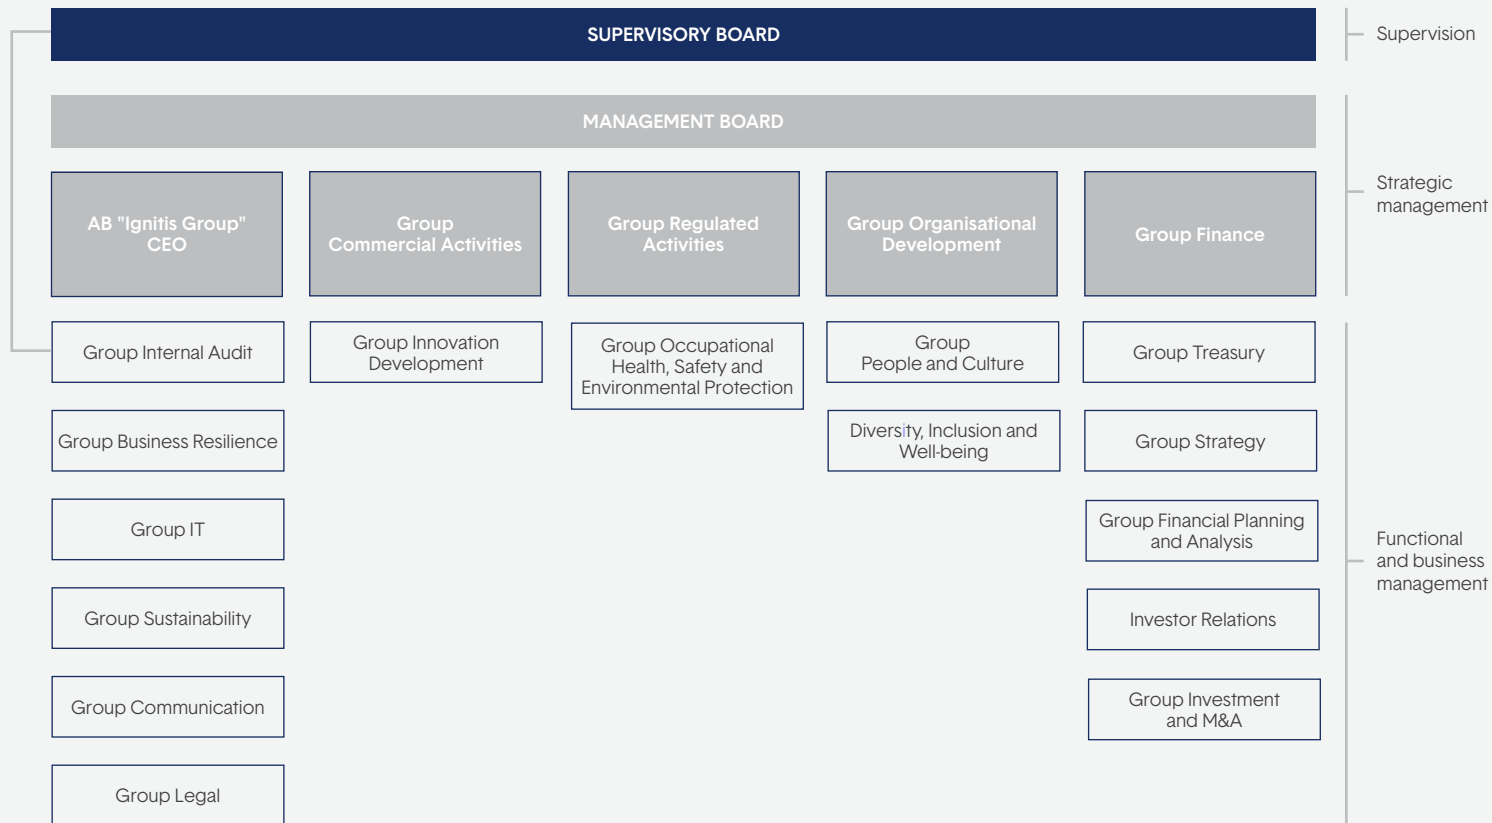 SUPERVISORY BOARD
Supervision
MANAGEMENT BOARD
Strategic
management
AB "Ignitis Group"
CEO
Group
Commercial Activities
Group Regulated
Activities
Group Organisational
Development
Group Finance
Group Internal Audit
Group Business Resilience
Group IT
Group Sustainability
Group Communication
Group Legal
Group Innovation
Development
Group Occupational
Health, Safety and
Environmental Protection
Group
People and Culture
Diversity, Inclusion and
Well-being
Group Treasury
Group Strategy
Group Financial Planning
and Analysis
Investor Relations
Group Investment
and M&A
Functional
and business
management